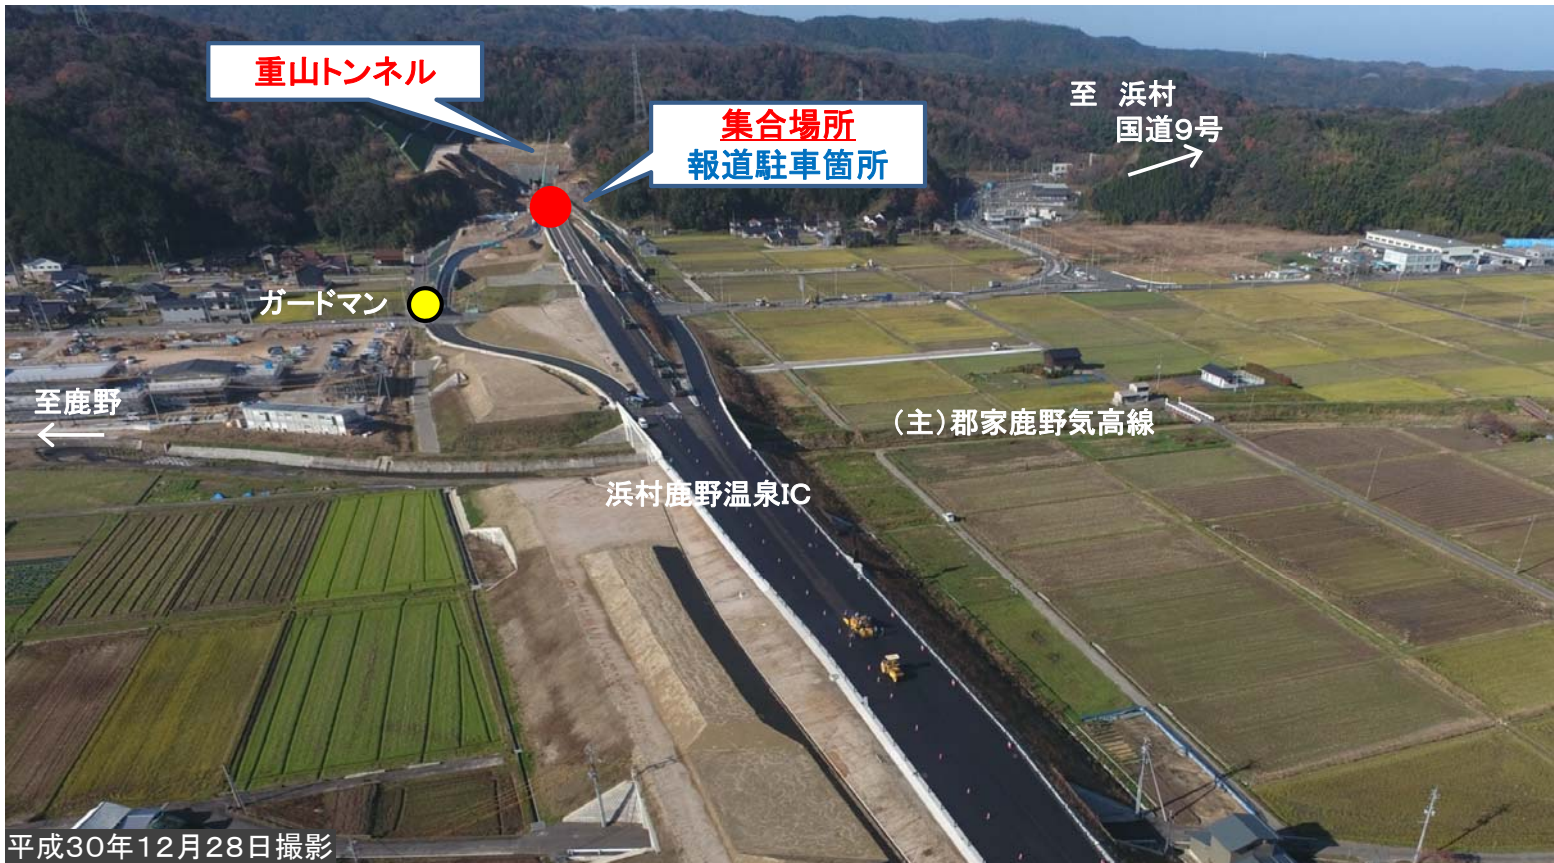 重山トンネル
集合場所
報道駐車箇所
至　浜村
国道９号
ガードマン
至鹿野
（主）郡家鹿野気高線
浜村鹿野温泉IC
平成３０年１２月２８日撮影